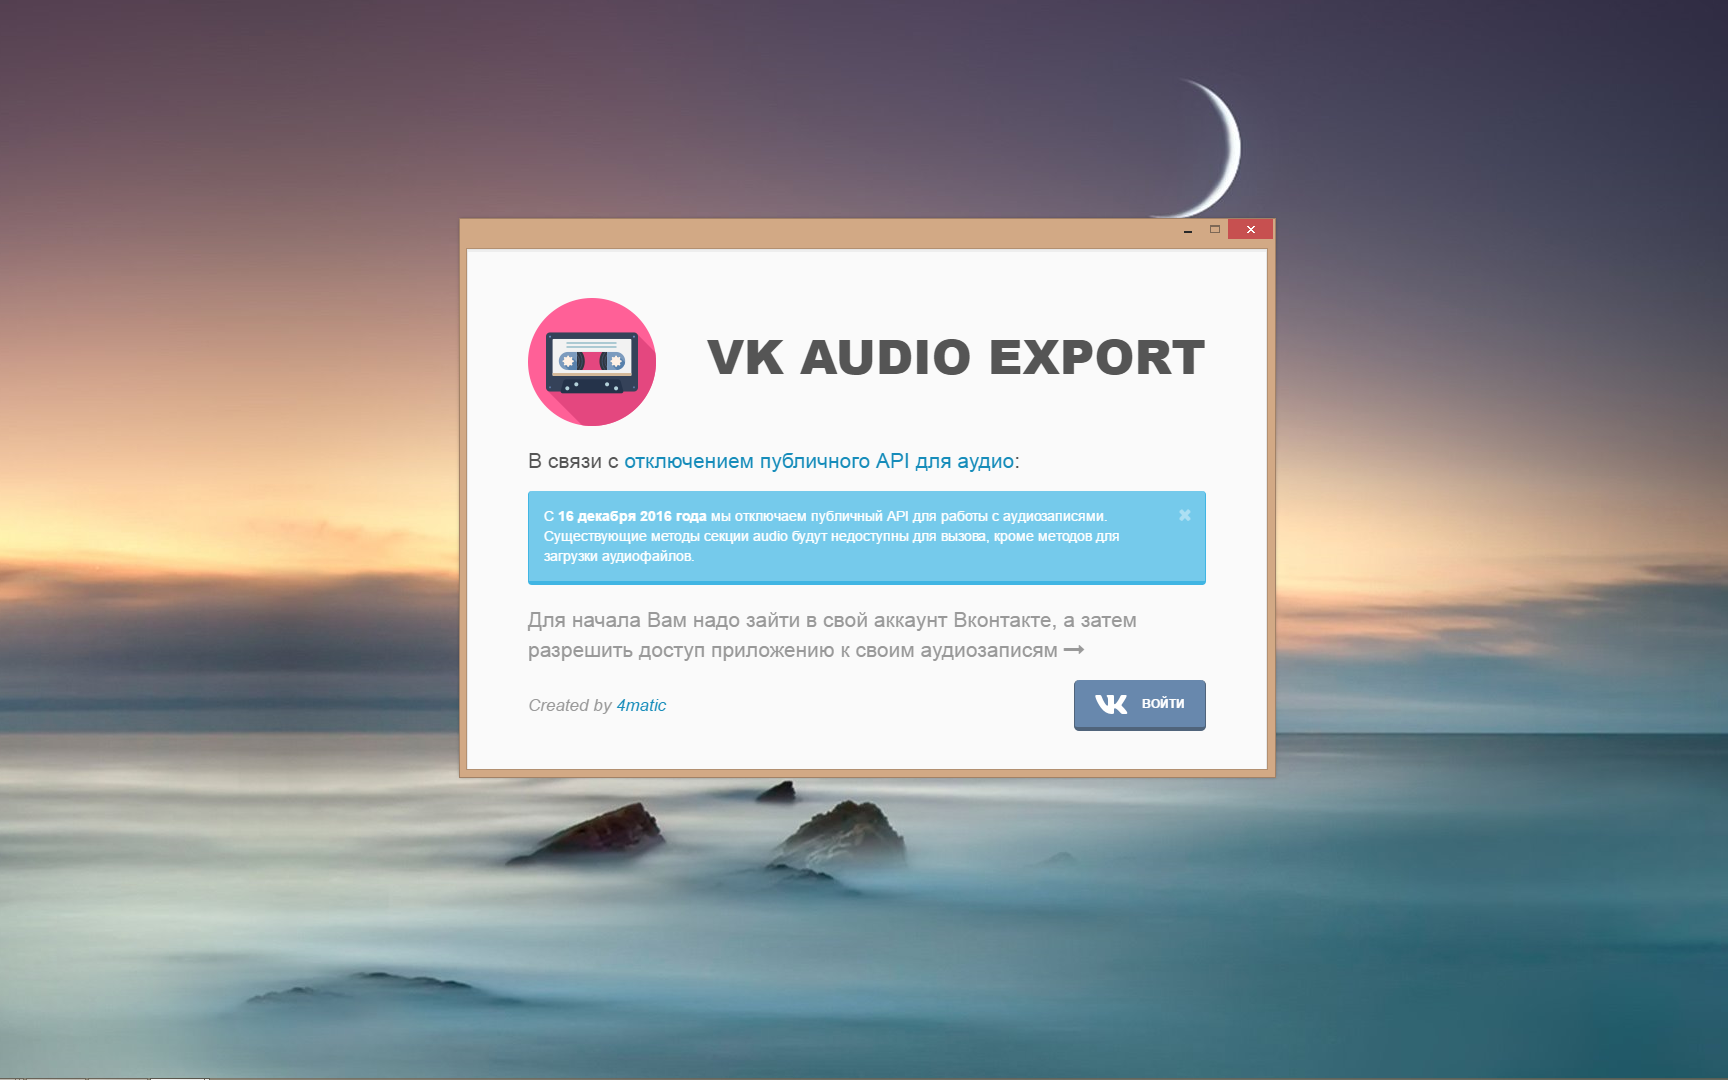 VK AUDIO EXPORT
В связи с отключением публичного API для аудио:
С 16 декабря 2016 года мы отключаем публичный API для работы с аудиозаписями.
Существующие методы секции audio будут недоступны для вызова, кроме методов для
загрузки аудиофайлов.
Для начала Вам надо зайти в свой аккаунт Вконтакте, а затем
разрешить доступ приложению к своим аудиозаписям →
Created by 4matic
ВОЙТИ